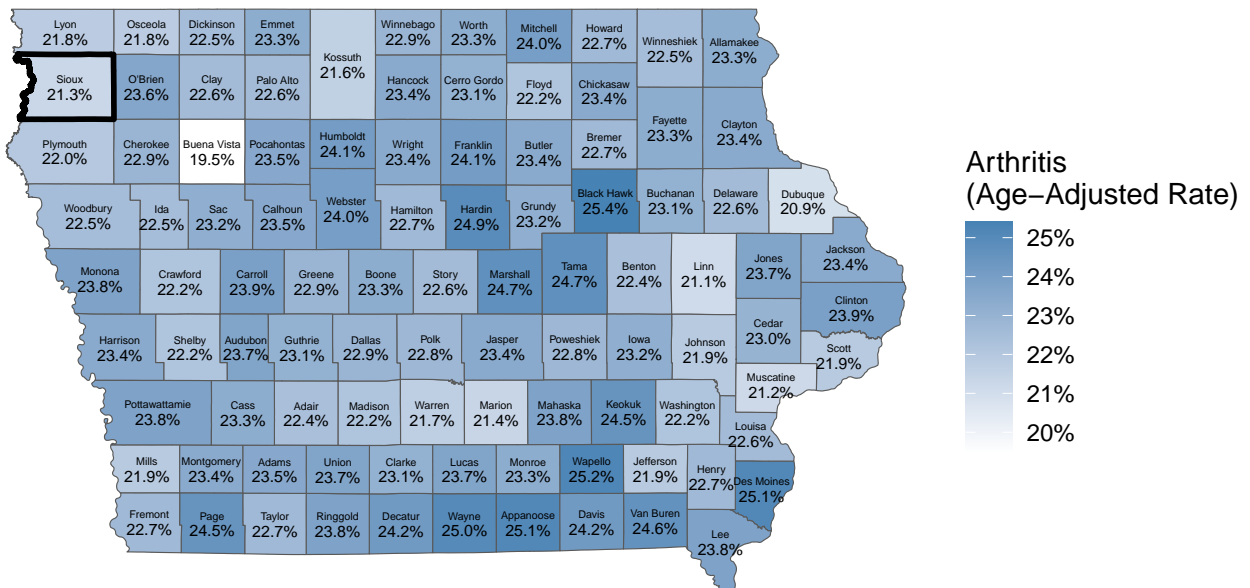 Lyon
21.8%
Osceola
21.8%
Dickinson
22.5%
Emmet
23.3%
Kossuth
21.6%
Winnebago
22.9%
Worth
23.3%
Mitchell
24.0%
Howard
22.7%
Winneshiek
22.5%
Allamakee
23.3%
Sioux
21.3%
O'Brien
23.6%
Clay
22.6%
Palo Alto
22.6%
Hancock
23.4%
Cerro Gordo
23.1%
Floyd
22.2%
Chickasaw
23.4%
Fayette
23.3%
Clayton
23.4%
Plymouth
22.0%
Cherokee
22.9%
Buena Vista
19.5%
Pocahontas
23.5%
Humboldt
24.1%
Wright
23.4%
Franklin
24.1%
Butler
23.4%
Bremer
22.7%
Woodbury
22.5%
Ida
22.5%
Sac
23.2%
Calhoun
23.5%
Webster
24.0%
Hamilton
22.7%
Hardin
24.9%
Grundy
23.2%
Black Hawk
25.4%
Buchanan
23.1%
Delaware
22.6%
Dubuque
20.9%
Monona
23.8%
Crawford
22.2%
Carroll
23.9%
Greene
22.9%
Boone
23.3%
Story
22.6%
Marshall
24.7%
Tama
24.7%
Benton
22.4%
Linn
21.1%
Jones
23.7%
Jackson
23.4%
Clinton
23.9%
Harrison
23.4%
Shelby
22.2%
Audubon
23.7%
Guthrie
23.1%
Dallas
22.9%
Polk
22.8%
Jasper
23.4%
Poweshiek
22.8%
Iowa
23.2%
Johnson
21.9%
Cedar
23.0%
Scott
21.9%
Muscatine
21.2%
Pottawattamie
23.8%
Cass
23.3%
Adair
22.4%
Madison
22.2%
Warren
21.7%
Marion
21.4%
Mahaska
23.8%
Keokuk
24.5%
Washington
22.2%
Louisa
22.6%
Mills
21.9%
Montgomery
23.4%
Adams
23.5%
Union
23.7%
Clarke
23.1%
Lucas
23.7%
Monroe
23.3%
Wapello
25.2%
Jefferson
21.9%
Henry
22.7%
Des Moines
25.1%
Fremont
22.7%
Page
24.5%
Taylor
22.7%
Ringgold
23.8%
Decatur
24.2%
Wayne
25.0%
Appanoose
25.1%
Davis
24.2%
Van Buren
24.6%
Lee
23.8%
Arthritis
(Age−Adjusted Rate)
25%
24%
23%
22%
21%
20%